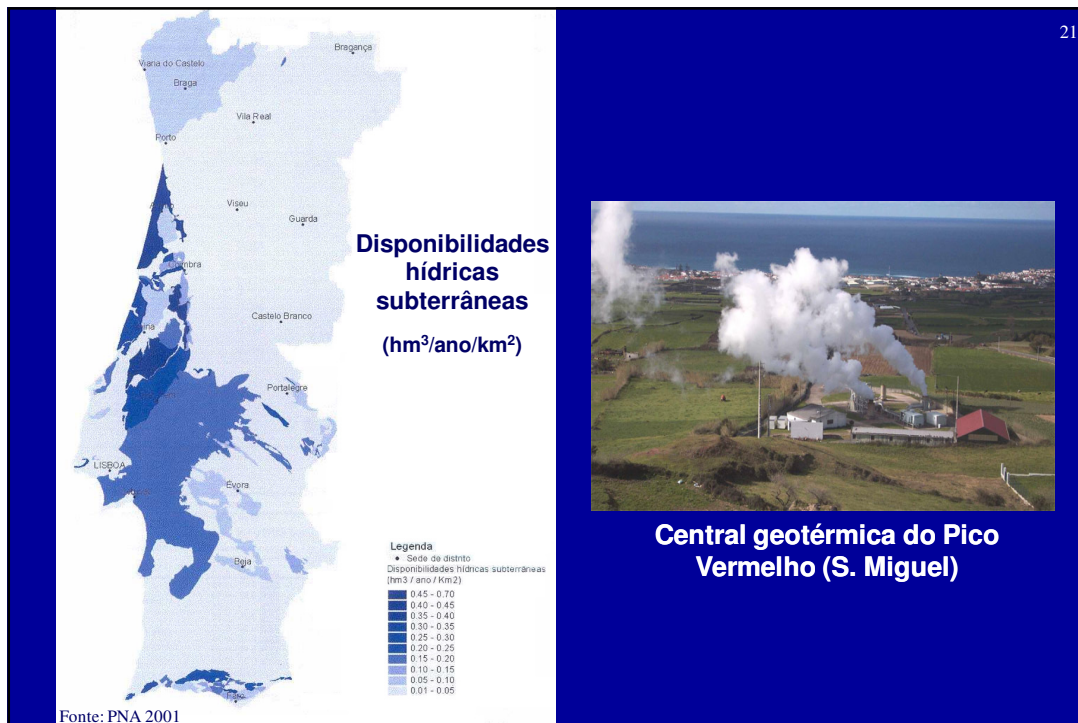 21
Bragança
Viana do Castelo
Braga
Vila Real
Porto
Viseu
Guarda
Disponibilidades
hídricas
subterrâneas
(hm³/ano/km²)
Coimbra
Castelo Branco
Portalegre
LISBOA
Évora
Beja
Faro
Legenda
Sede de distrito
Disponibilidades hídricas subterrâneas
(hm3 / ano / Km2)
0.45 - 0.70
0.40 - 0.45
0.35 - 0.40
0.30 - 0.35
0.25 - 0.30
0.20 - 0.25
0.15 - 0.20
0.10 - 0.15
0.05 - 0.10
0.01 - 0.05
Fonte: PNA 2001
Central geotérmica do Pico
Vermelho (S. Miguel)